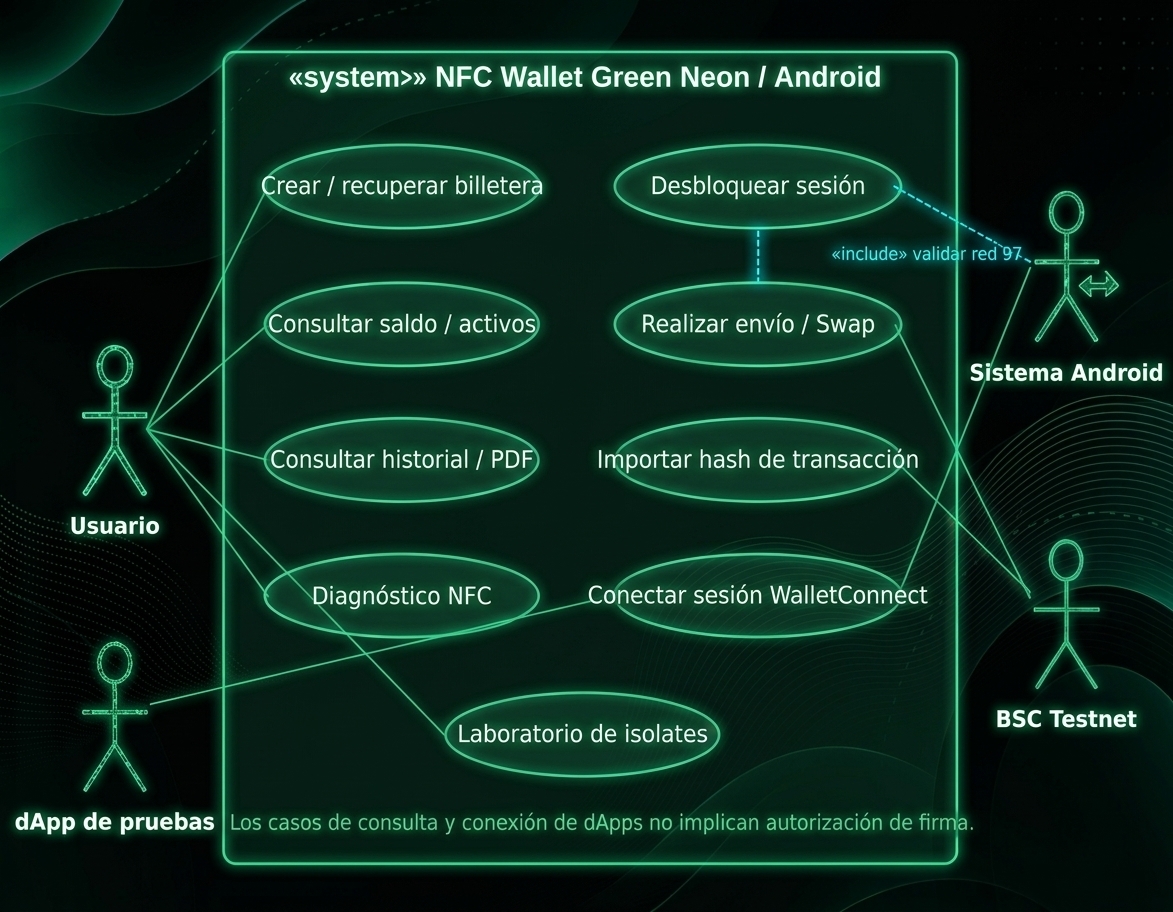 «system>» NFC Wallet Green Neon / Android
Crear / recuperar billetera
Desbloquear sesión
«include» validar red 97
Consultar saldo / activos
Realizar envío / Swap
Sistema Android
Consultar historial / PDF
Importar hash de transacción
Usuario
Diagnóstico NFC
Conectar sesión WalletConnect
BSC Testnet
Laboratorio de isolates
dApp de pruebas
Los casos de consulta y conexión de dApps no implican autorización de firma.